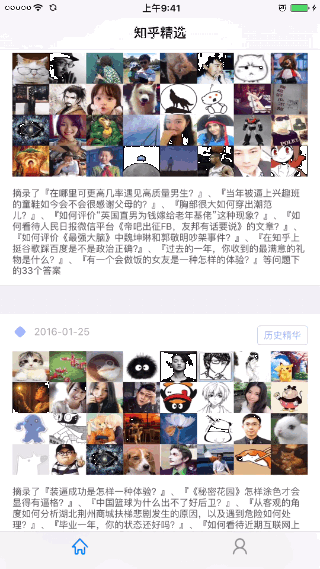 上午9:41
知乎精选
摘录了『在哪里可更高几率遇见高质量男生？』、『当年被逼上兴趣班
的童鞋如今会不会很感谢父母的？』、『胸部很大如何穿出潮范
儿？』、『如何评价"英国直男为钱嫁给老年基佬"这种现象？』、『如
何看待人民日报微信平台《帝吧出征FB，友邦有话要说》的文章？』,
『如何评价《最强大脑》中魏坤琳和郭敬明吵架事件？』、『在知乎上
挺谷歌踩百度是不是政治正确?』、『过去的一年，你收到的最满意的礼
物是什么？』、『有一个会做饭的女友是一种怎样的体验？』等问题下
的33个答案
2016-01-25
历史精华
摘录了『装逼成功是怎样一种体验？』、『《秘密花园》怎样涂色才会
显得有逼格？』、『中国篮球为什么出不了好后卫？』、『从客观的角
度如何分析湖北荆州商城扶梯悲剧发生的原因，以及遇到危险如何处
理？』、『毕业一年，你的状态还好吗？』、『如何看待近期互联网上